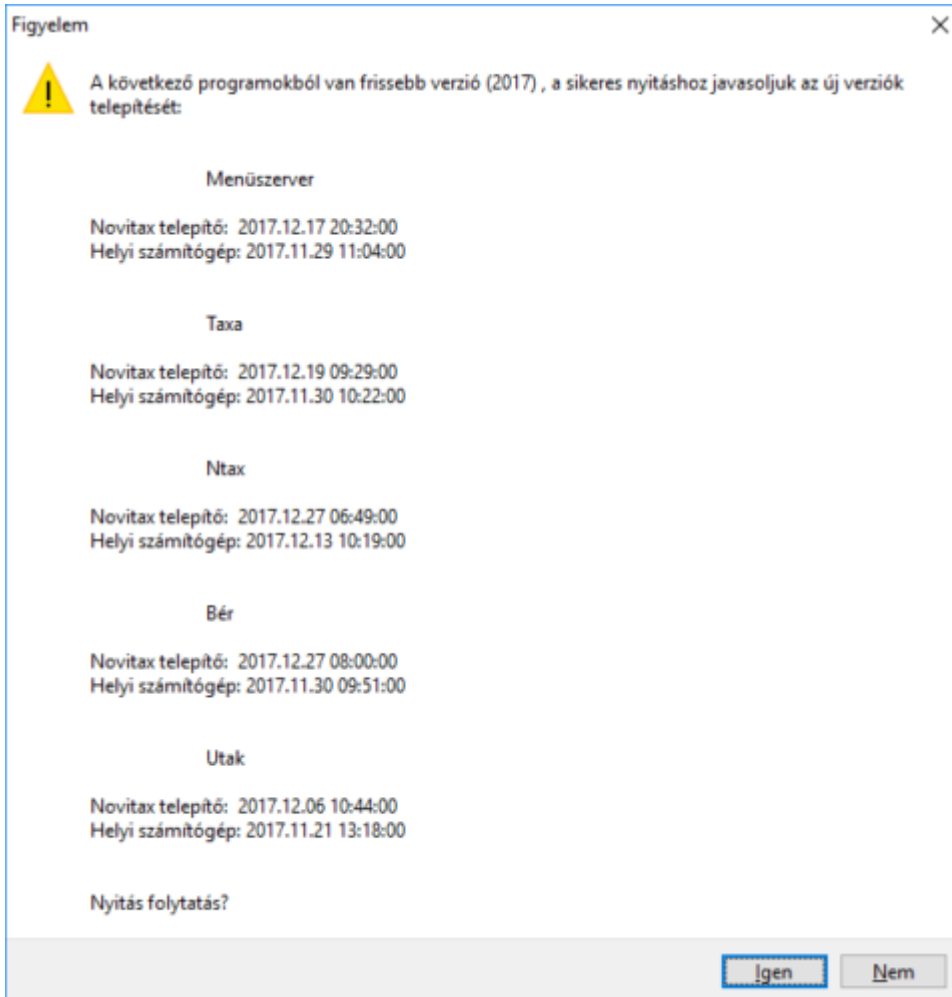 Figyelem
A következő programokból van frissebb verzió (2017) , a sikeres nyitáshoz javasoljuk az új verziók
telepítését:
Menüszerver
Novitax telepítő: 2017.12.17 20:32:00
Helyi számítógép: 2017.11.29 11:04:00
Taxa
Novitax telepítő: 2017.12.19 09:29:00
Helyi számítógép: 2017.11.30 10:22:00
Ntax
Novitax telepítő: 2017.12.27 06:49:00
Helyi számítógép: 2017.12.13 10:19:00
Bér
Novitax telepítő: 2017.12.27 08:00:00
Helyi számítógép: 2017.11.30 09:51:00
Utak
Novitax telepítő: 2017.12.06 10:44:00
Helyi számítógép: 2017.11.21 13:18:00
Nyitás folytatás?
Igen Nem